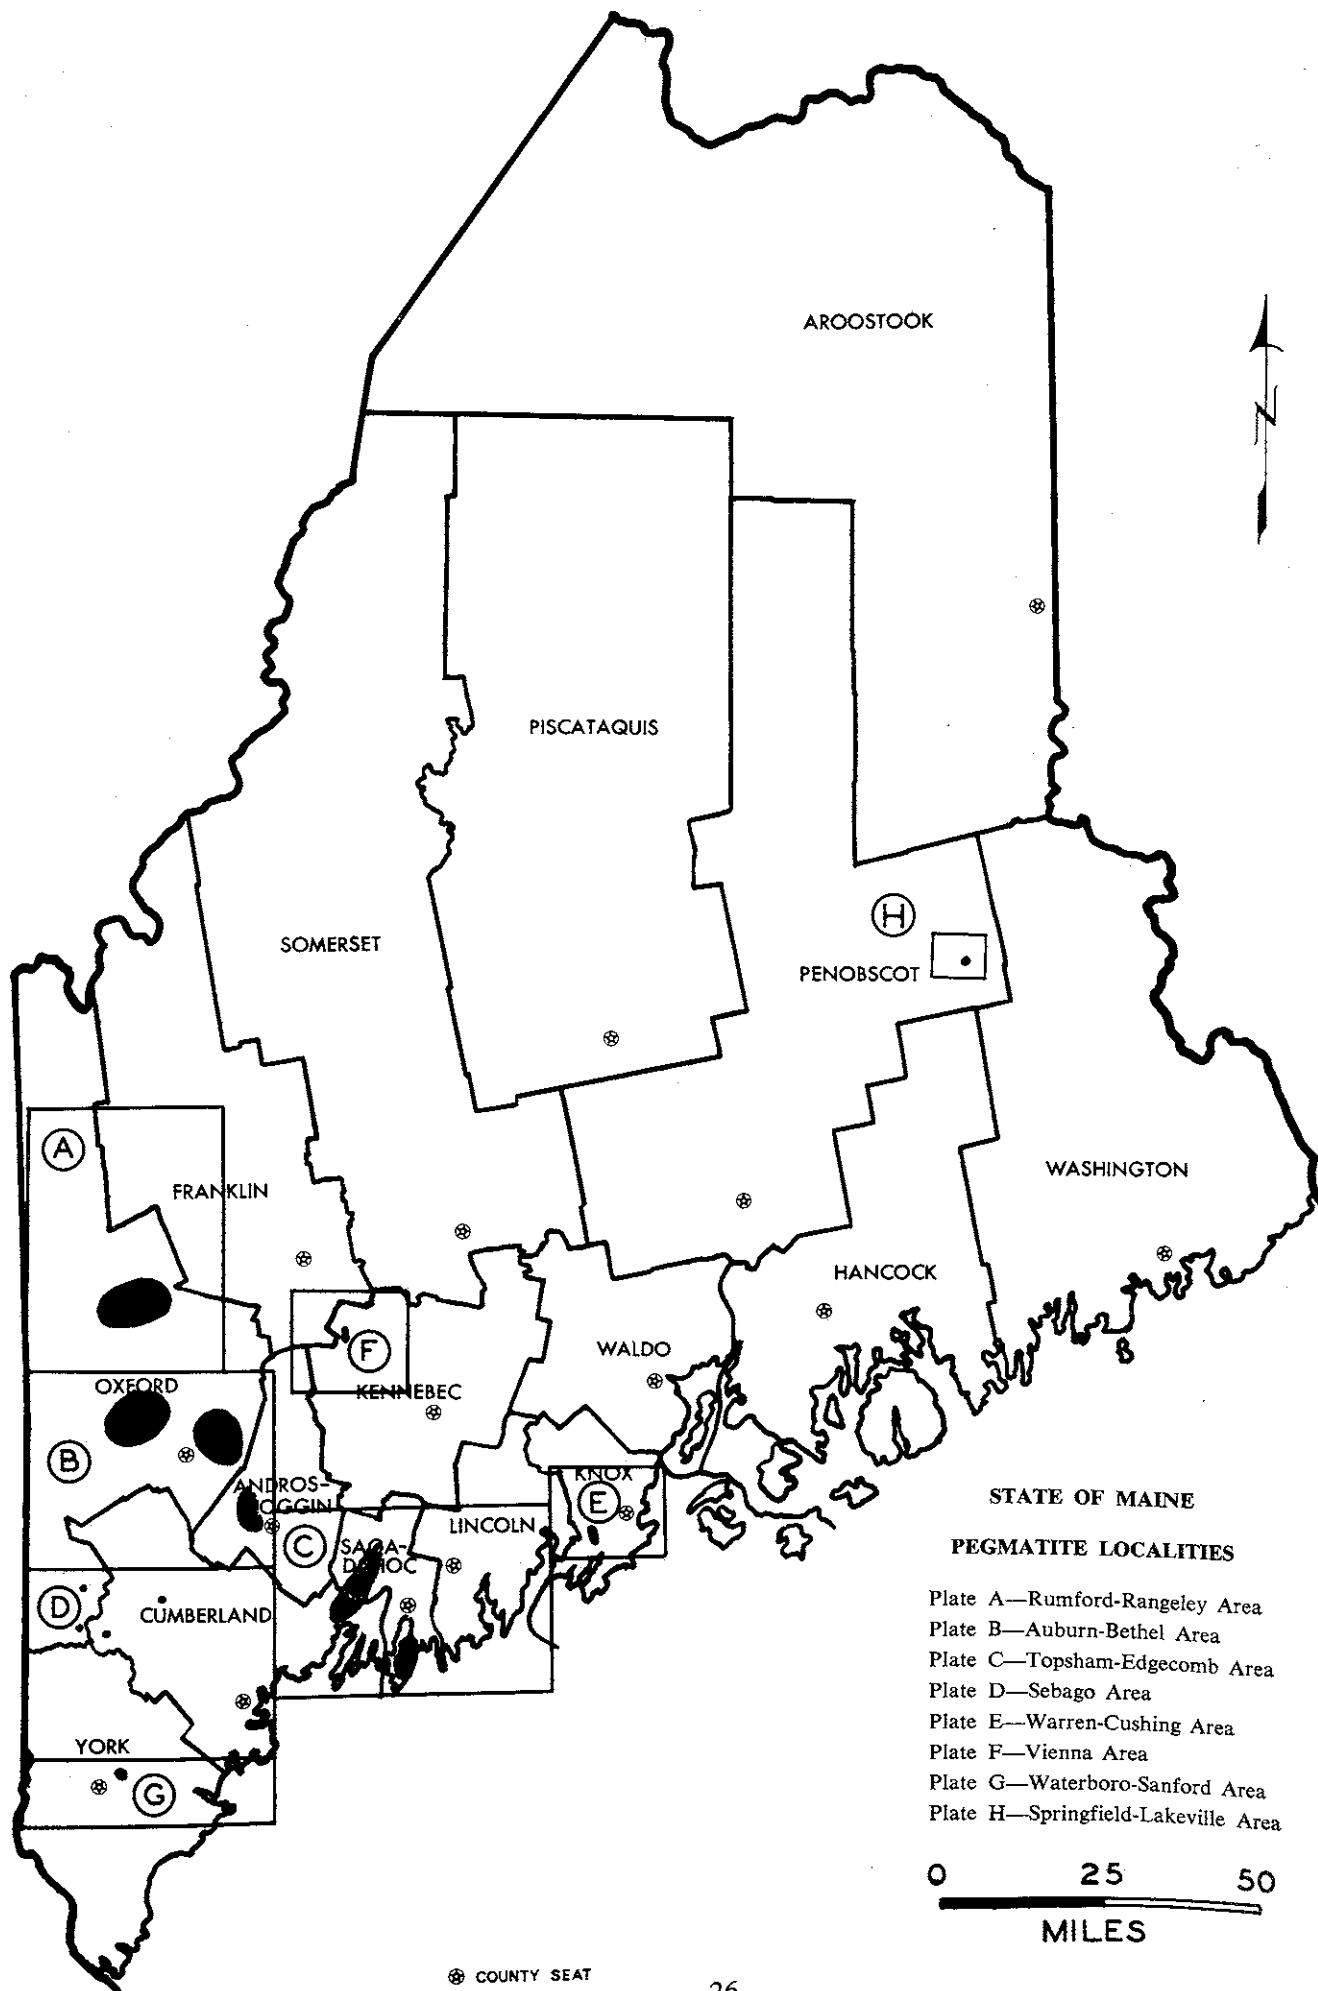 AROOSTOOK
N
PISCATAQUIS
H
SOMERSET
PENOBSCOT
A
FRANKLIN
WASHINGTON
HANCOCK
F
WALDO
OXFORD
KENNEBEC
B
KNOX
ANDROS-
OGGIN
E
LINCOLN
C
SAGA-
DAHOC
D
CUMBERLAND
YORK
G
STATE OF MAINE
PEGMATITE LOCALITIES
Plate A—Rumford-Rangeley Area
Plate B—Auburn-Bethel Area
Plate C—Topsham-Edgecomb Area
Plate D—Sebago Area
Plate E—Warren-Cushing Area
Plate F—Vienna Area
Plate G—Waterboro-Sanford Area
Plate H—Springfield-Lakeville Area
0 25 50
MILES
COUNTY SEAT
26